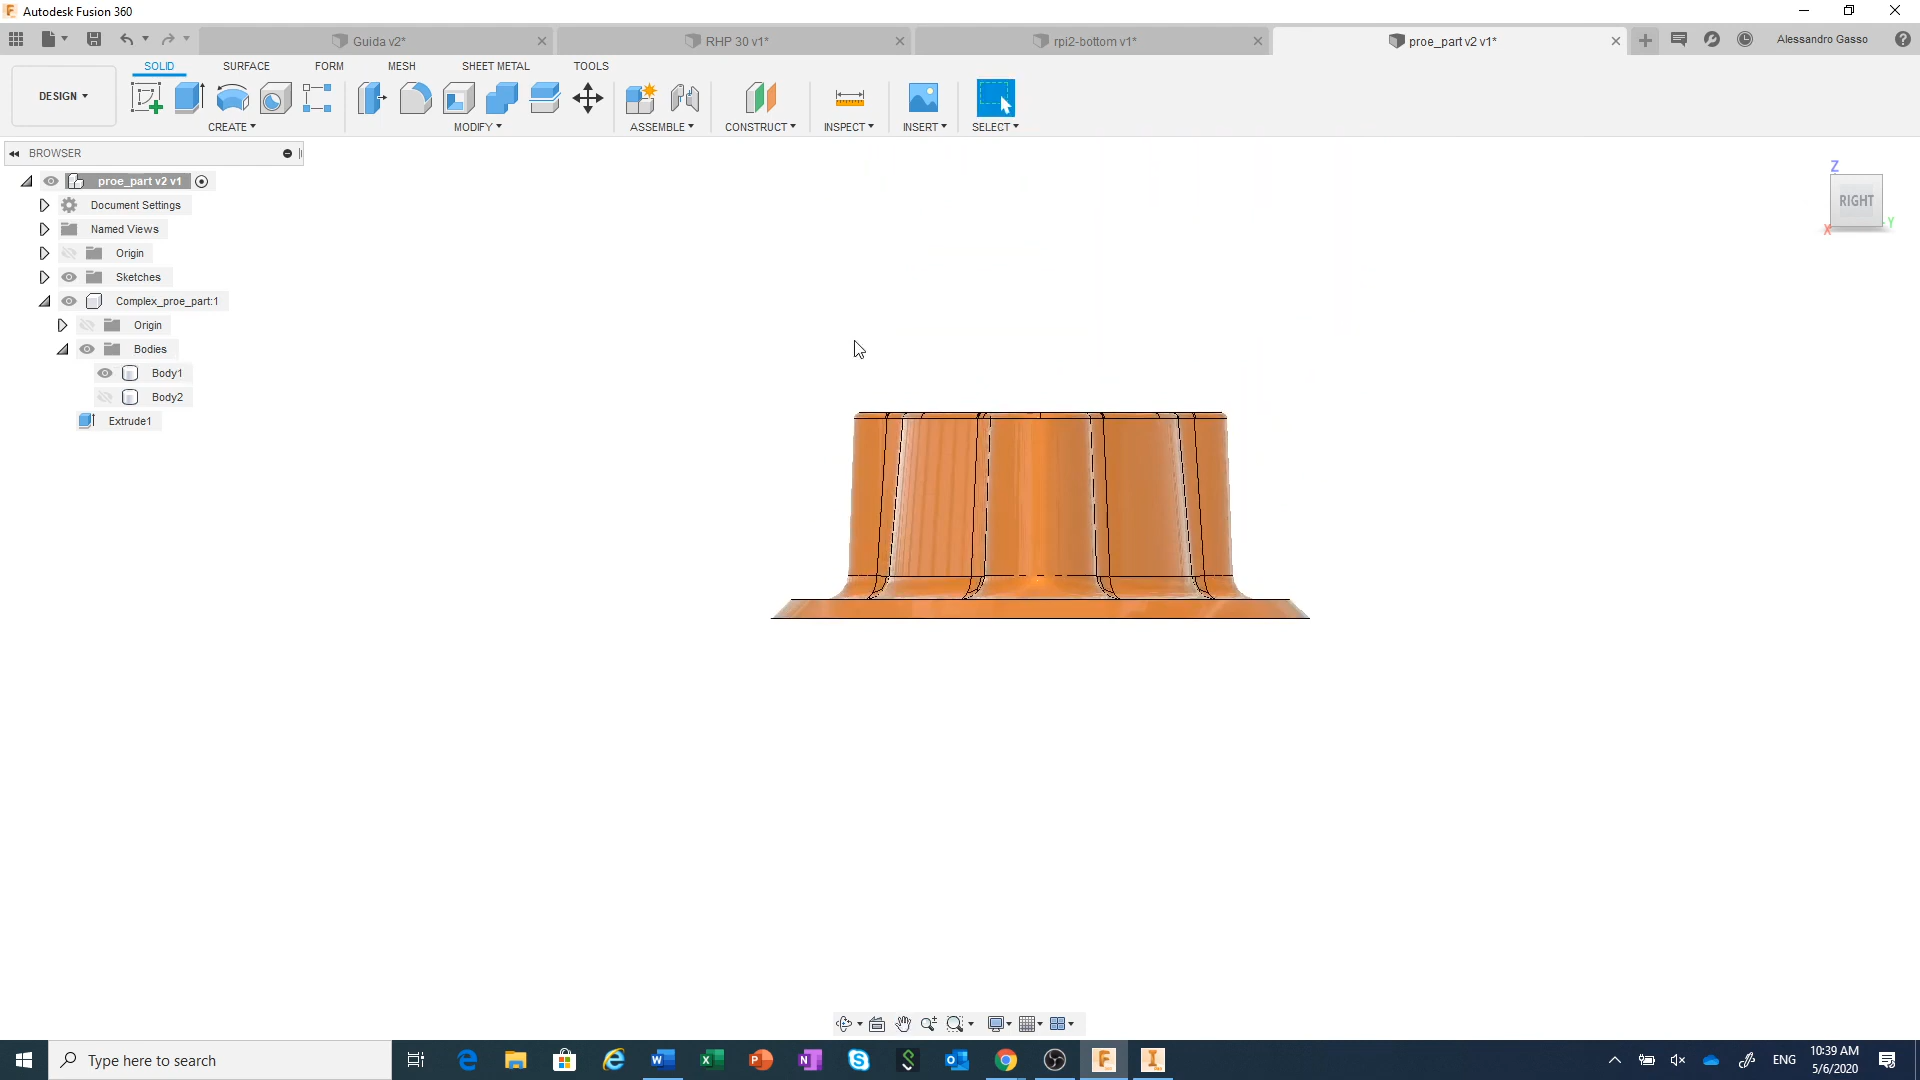 Autodesk Fusion 360
Guida v2*
RHP 30 v1*
rpi2-bottom v1*
proe_part v2 v1*
Alessandro Gasso
DESIGN
SOLID
SURFACE
FORM
MESH
SHEET METAL
TOOLS
CREATE
MODIFY
ASSEMBLE
CONSTRUCT
INSPECT
INSERT
SELECT
BROWSER
proe_part v2 v1
Document Settings
Named Views
Origin
Sketches
Complex_proe_part:1
Origin
Bodies
Body1
Body2
Extrude1
Z
RIGHT
X
Y
Type here to search
ENG
10:39 AM
5/6/2020